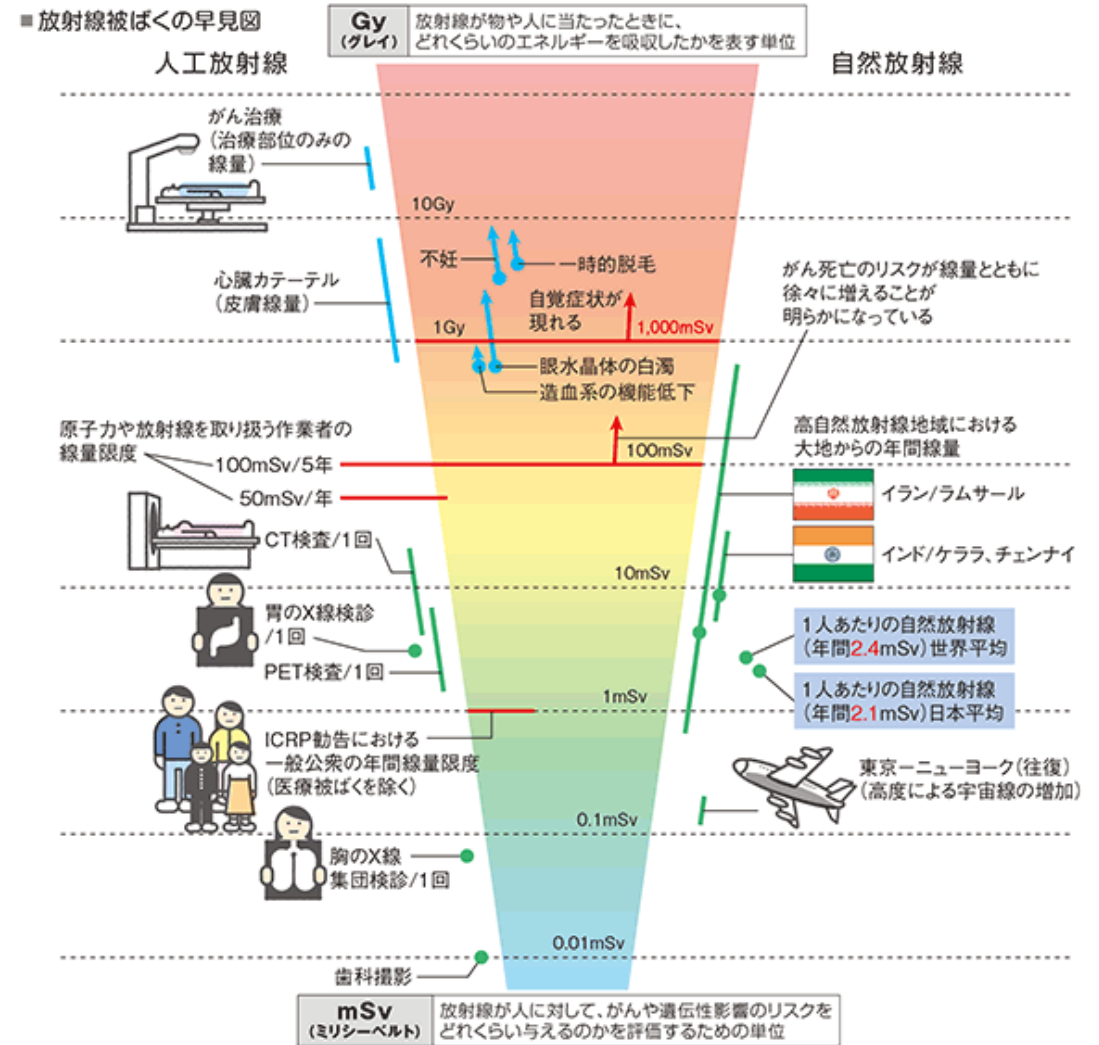 ■放射線被ばくの早見図
Gy
(グレイ)
放射線が物や人に当たったときに、
どれくらいのエネルギーを吸収したかを表す単位
人工放射線
自然放射線
がん治療
(治療部位のみの
線量)
10Gy
不妊
一時的脱毛
心臓カテーテル
(皮膚線量)
自覚症状が
現れる
1Gy
1,000mSv
がん死亡のリスクが線量とともに
徐々に増えることが
明らかになっている
眼水晶体の白濁
造血系の機能低下
原子力や放射線を取り扱う作業者の
線量限度
100mSv/5年
50mSv/年
100mSv
高自然放射線地域における
大地からの年間線量
イラン/ラムサール
インド/ケララ、チェンナイ
CT検査/1回
10mSv
胃のX線検診
/1回
PET検査/1回
1人あたりの自然放射線
(年間2.4mSv)世界平均
1人あたりの自然放射線
(年間2.1mSv)日本平均
1mSv
ICRP勧告における
一般公衆の年間線量限度
(医療被ばくを除く)
東京ーニューヨーク(往復)
(高度による宇宙線の増加)
0.1mSv
胸のX線
集団検診/1回
0.01mSv
歯科撮影
mSv
(ミリシーベルト)
放射線が人に対して、がんや遺伝性影響のリスクを
どれくらい与えるのかを評価するための単位